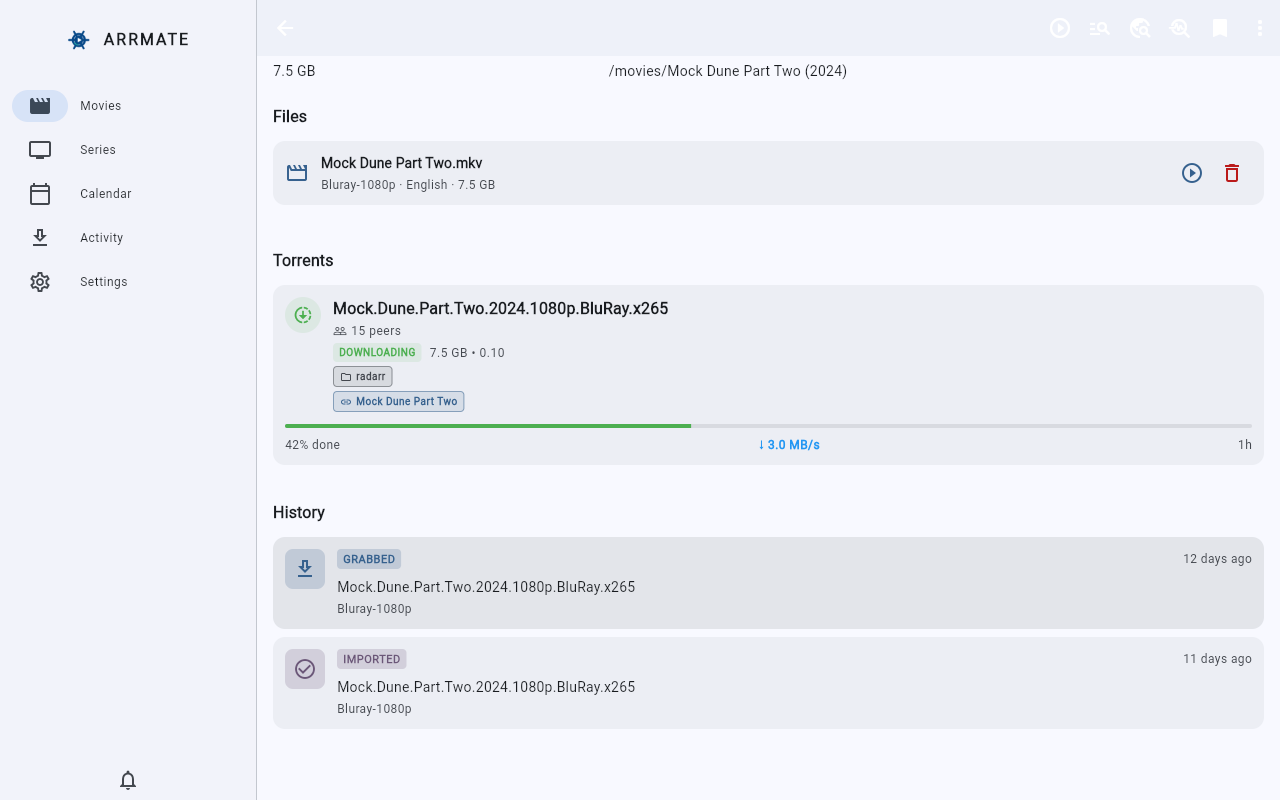 ARRMATE
Movies
Series
Calendar
Activity
Settings
7.5 GB
/movies/Mock Dune Part Two (2024)
Files
Mock Dune Part Two.mkv
Bluray-1080p · English · 7.5 GB
Torrents
Mock.Dune.Part.Two.2024.1080p.BluRay.x265
15 peers
DOWNLOADING 7.5 GB • 0.10
radarr
Mock Dune Part Two
42% done ↓ 3.0 MB/s 1h
History
GRABBED 12 days ago
Mock.Dune.Part.Two.2024.1080p.BluRay.x265
Bluray-1080p
IMPORTED 11 days ago
Mock.Dune.Part.Two.2024.1080p.BluRay.x265
Bluray-1080p